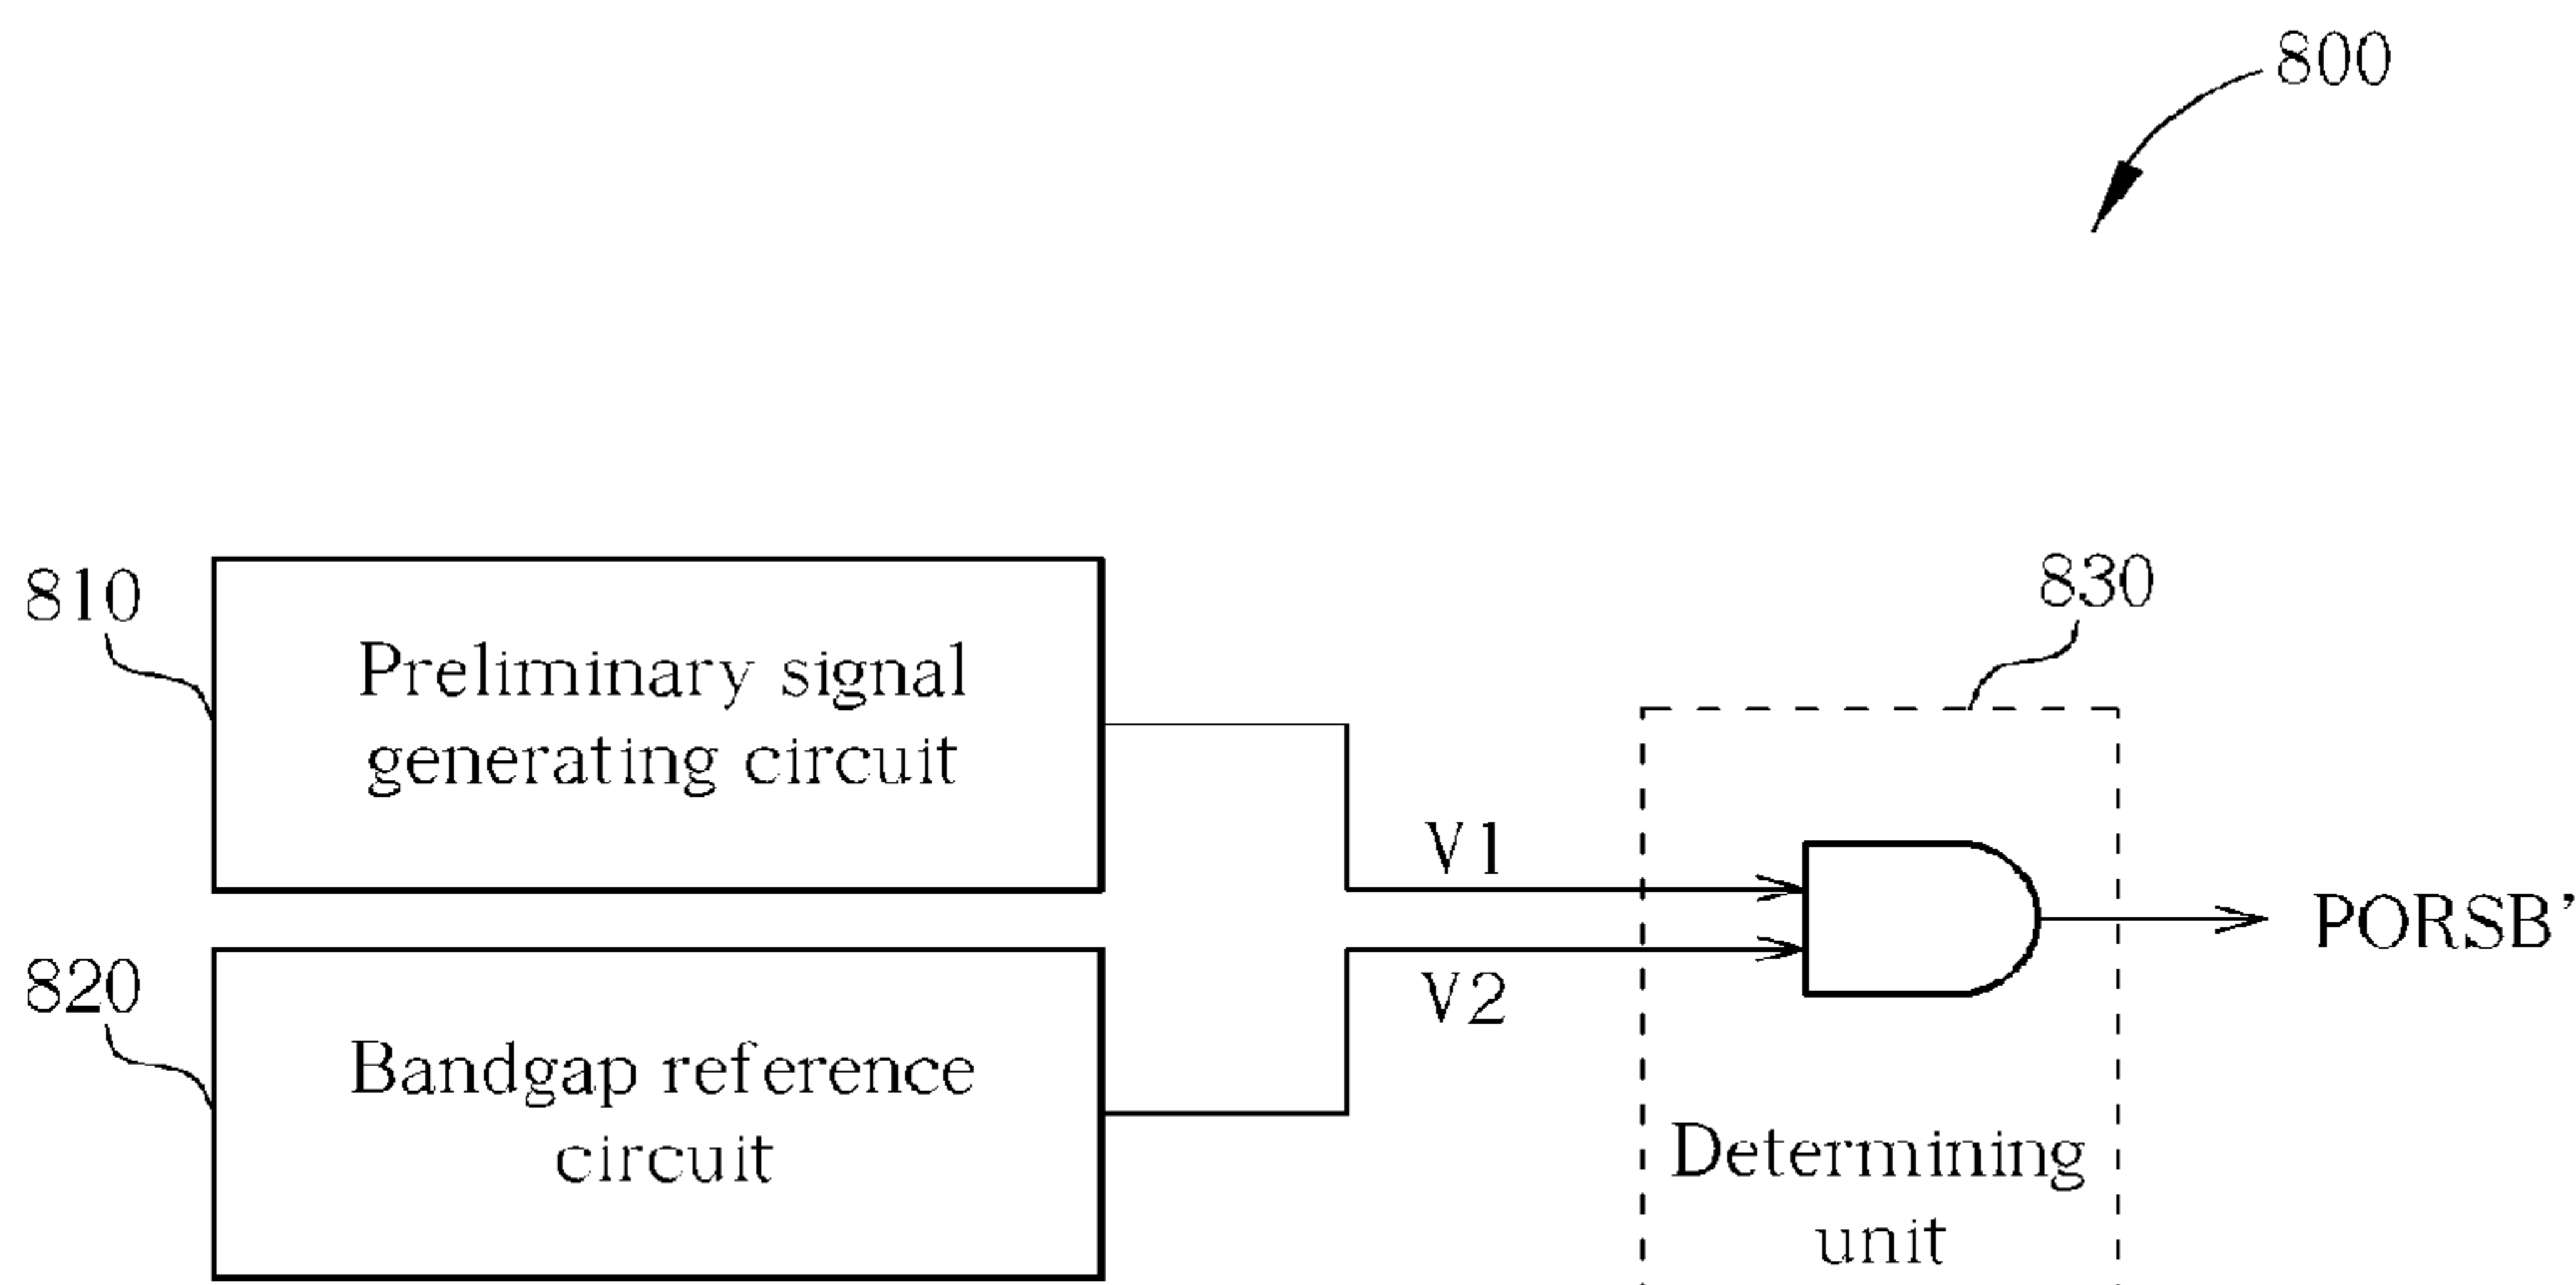 800
810
Preliminary signal
generating circuit
830
V1
PORSB’
820
V2
Bandgap reference
circuit
Determining
unit